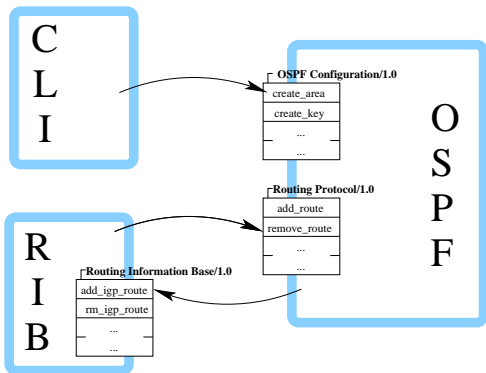 C
L
I
OSPF Configuration/1.0
create_area
create_key
...
...
O
S
P
F
Routing Protocol/1.0
add_route
remove_route
...
...
R
I
B
Routing Information Base/1.0
add_igp_route
rm_igp_route
...
...